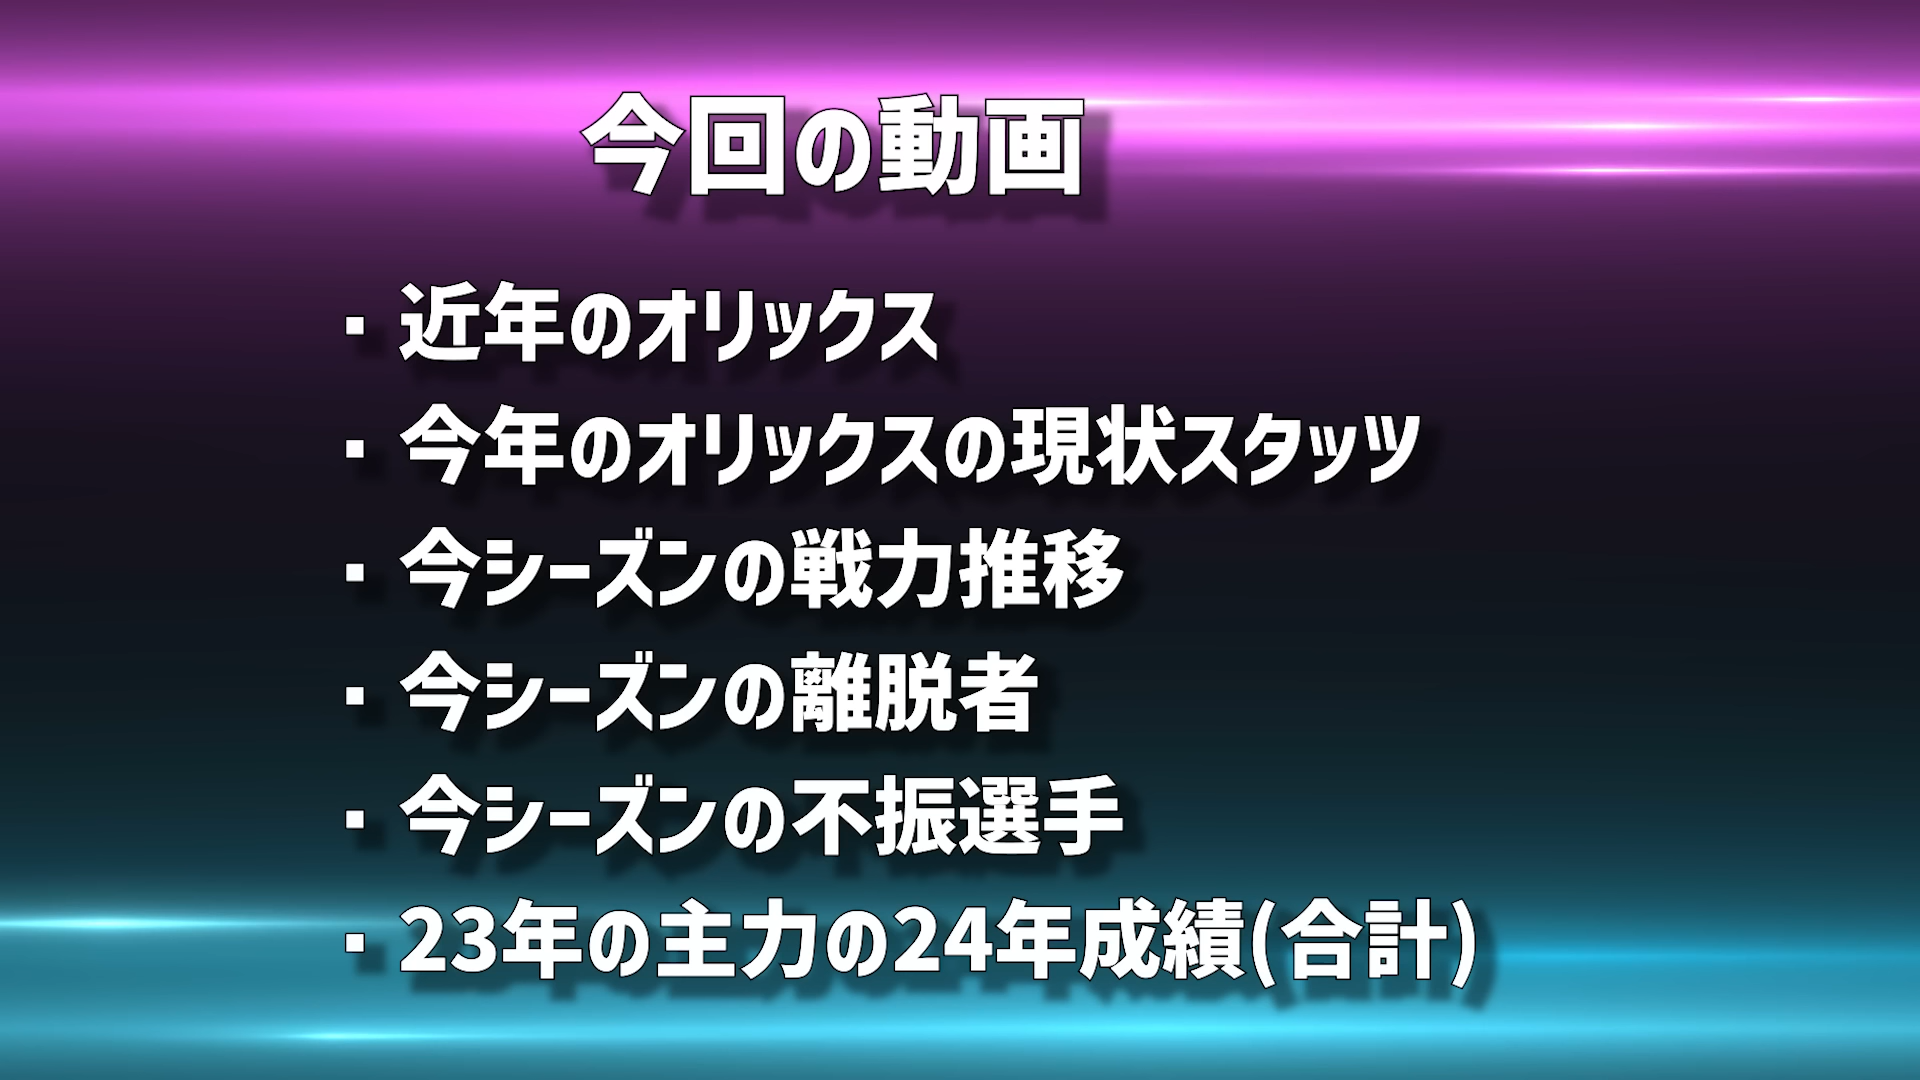 今回の動画
・近年のオリックス
・今年のオリックスの現状スタッツ
・今シーズンの戦力推移
・今シーズンの離脱者
・今シーズンの不振選手
・23年の主力の24年成績(合計)